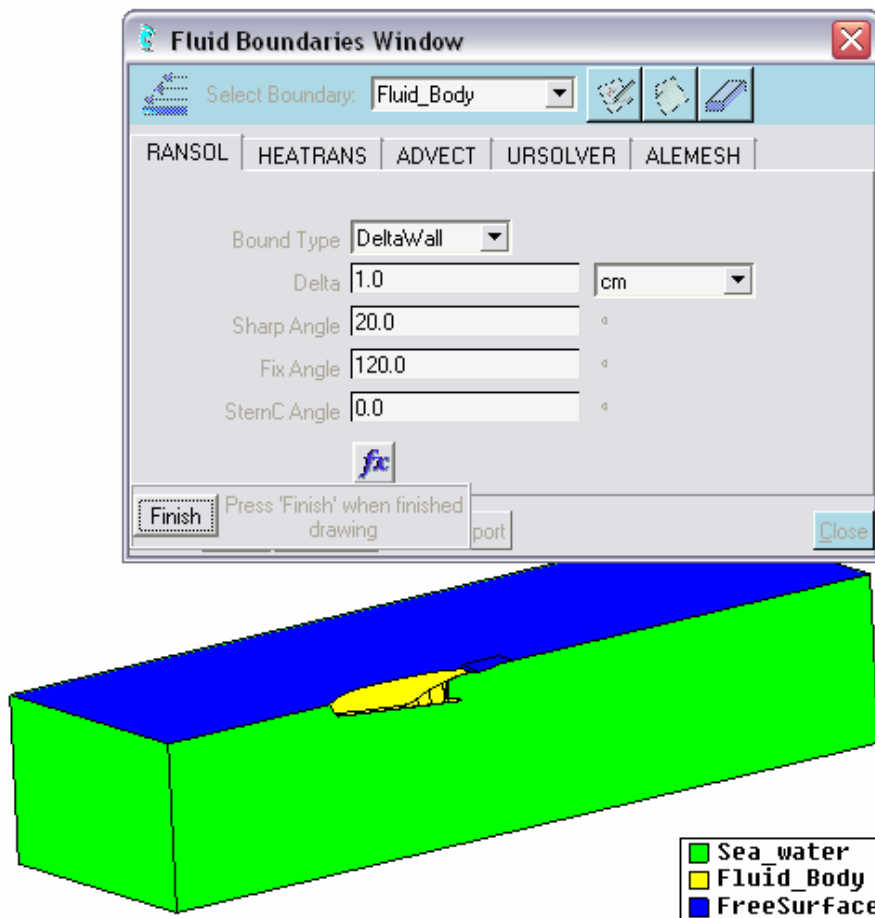 Fluid Boundaries Window
Select Boundary: Fluid_Body
RANSOL HEATRANS ADVECT URSOLVER ALEMESH
Bound Type DeltaWall
Delta 1.0 cm
Sharp Angle 20.0 º
Fix Angle 120.0 º
SternC Angle 0.0 º
fx
Finish Press 'Finish' when finished
drawing
port Close
Sea_water
Fluid_Body
FreeSurface